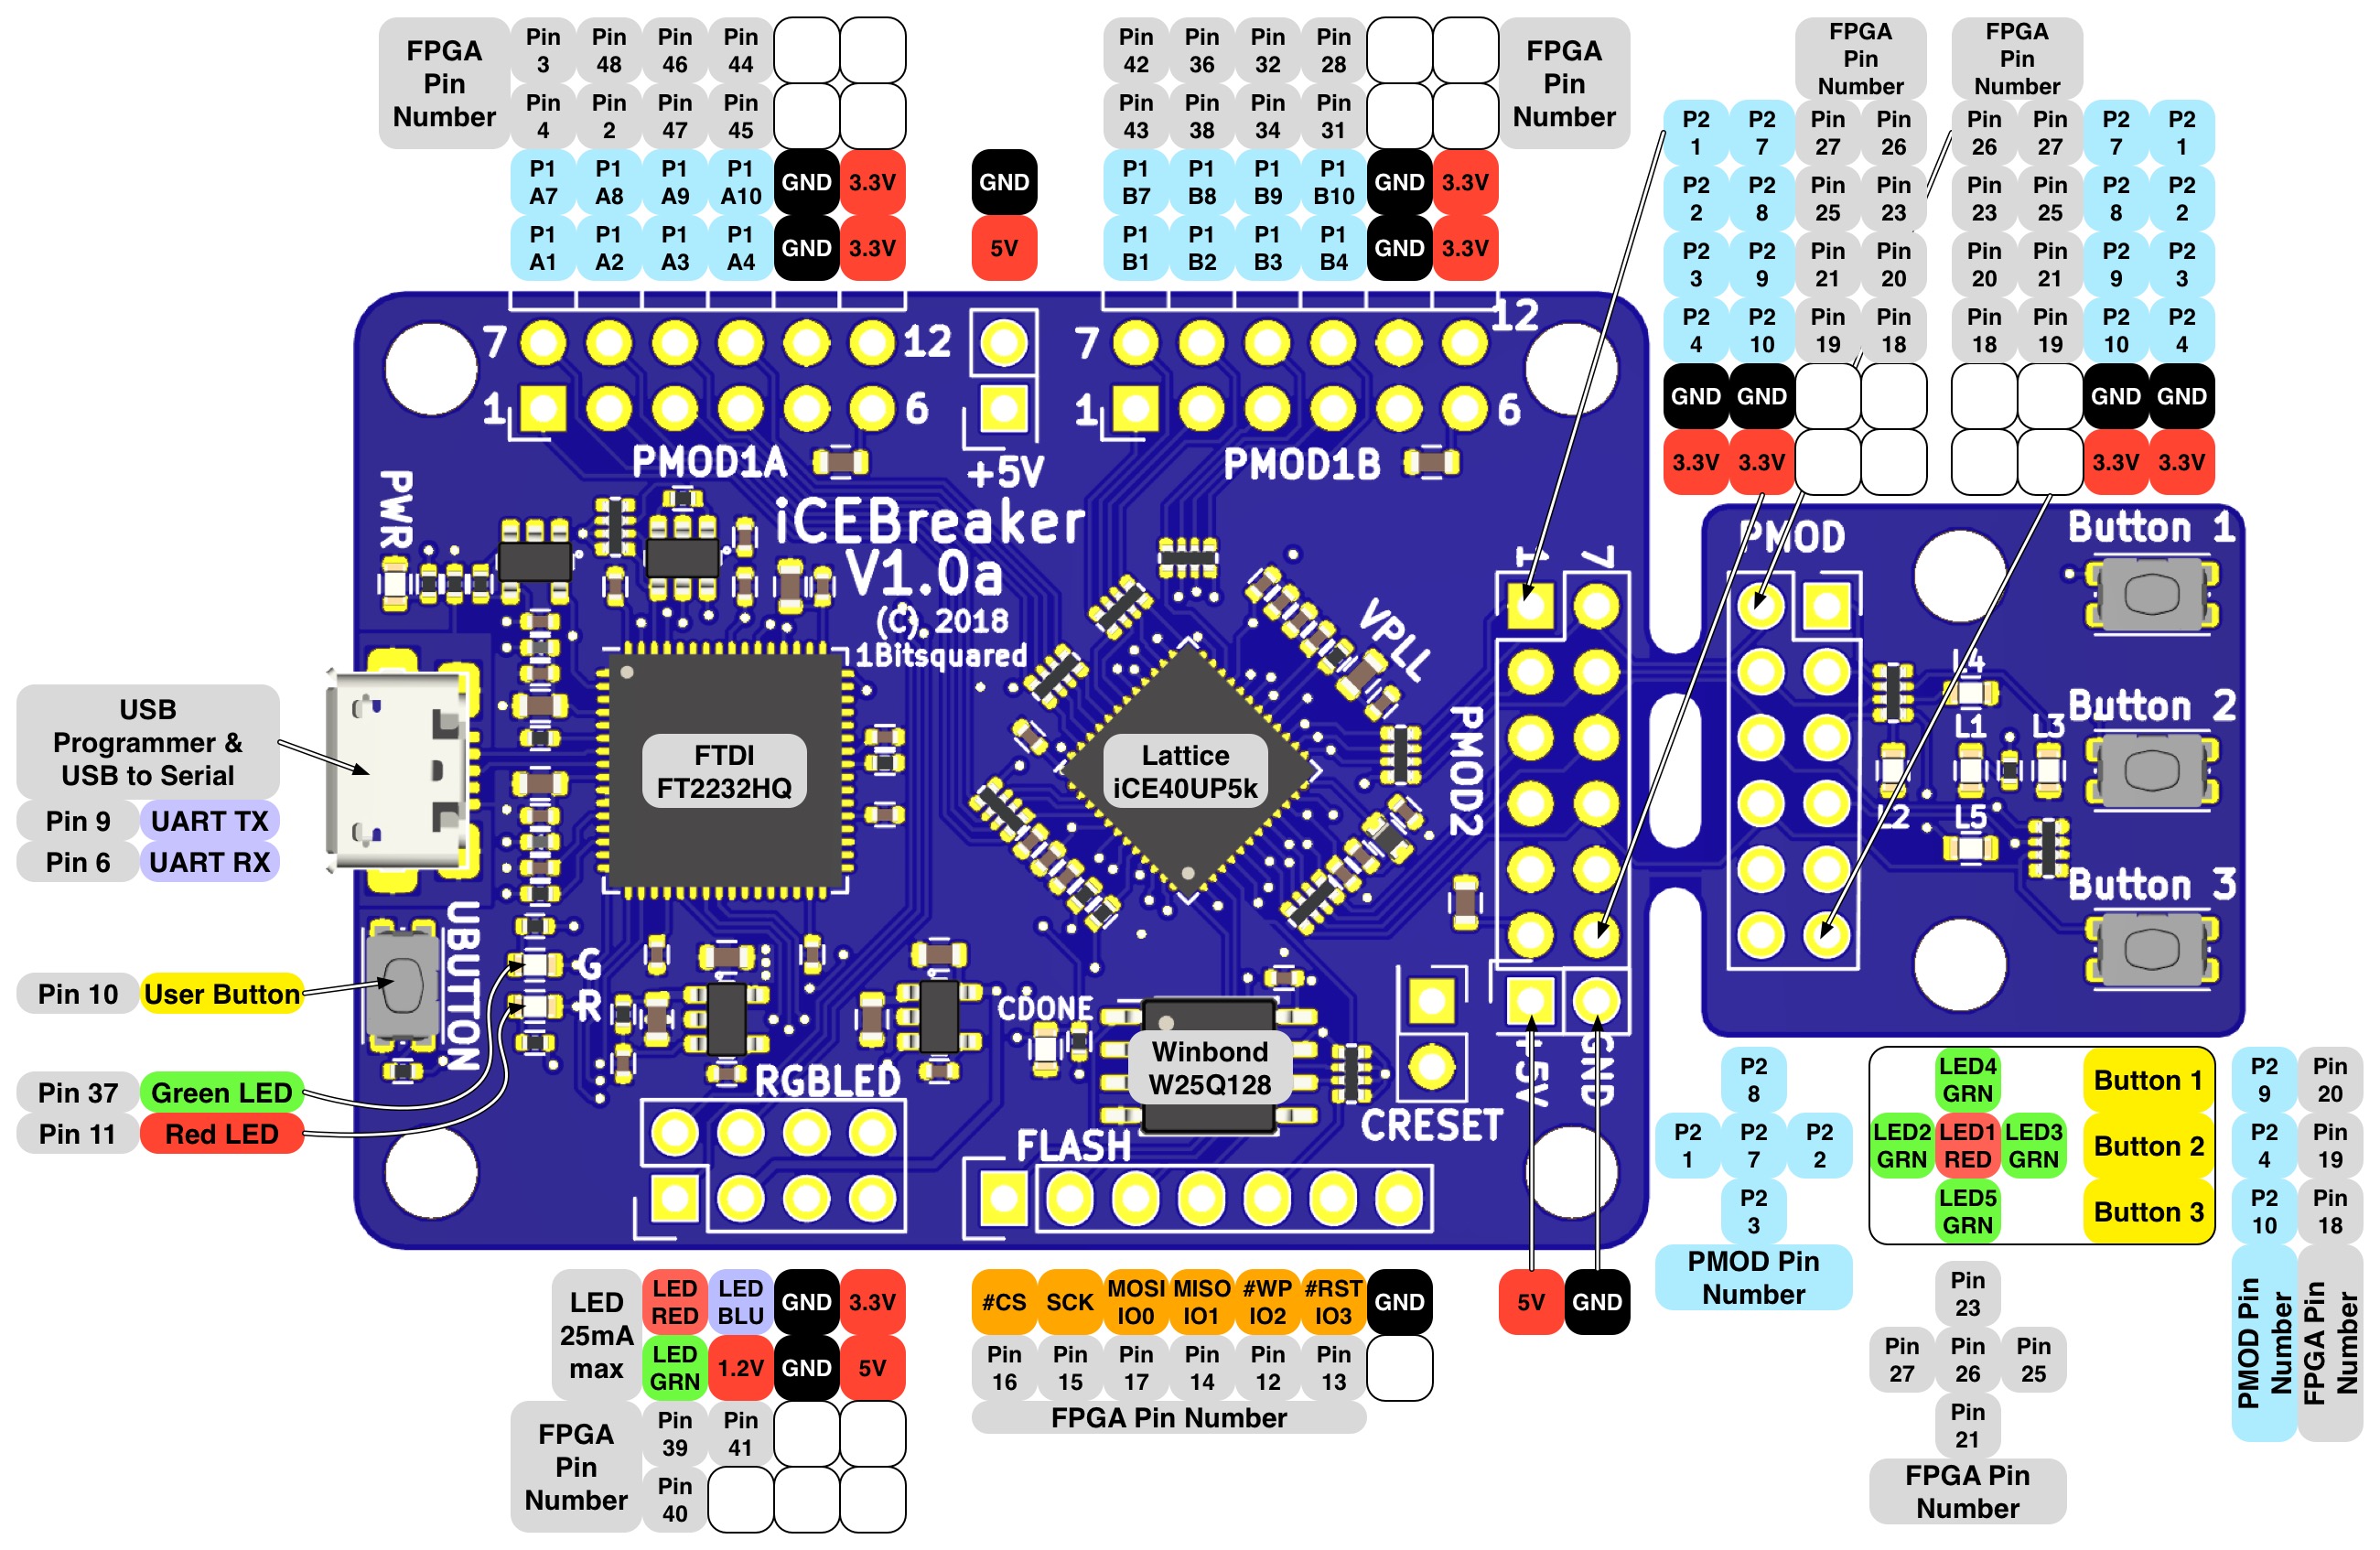 FPGA
Pin
Number
Pin 3
Pin 48
Pin 46
Pin 44
Pin 4
Pin 2
Pin 47
Pin 45
P1 A7
P1 A8
P1 A9
P1 A10
GND
3.3V
P1 A1
P1 A2
P1 A3
P1 A4
GND
3.3V
GND
5V
Pin 42
Pin 36
Pin 32
Pin 28
Pin 43
Pin 38
Pin 34
Pin 31
P1 B7
P1 B8
P1 B9
P1 B10
GND
3.3V
P1 B1
P1 B2
P1 B3
P1 B4
GND
3.3V
FPGA
Pin
Number
FPGA
Pin
Number
P2 1
P2 7
Pin 27
Pin 26
P2 2
P2 8
Pin 25
Pin 23
P2 3
P2 9
Pin 21
Pin 20
P2 4
P2 10
Pin 19
Pin 18
GND
GND
3.3V
3.3V
FPGA
Pin
Number
Pin 26
Pin 27
P2 7
P2 1
Pin 23
Pin 25
P2 8
P2 2
Pin 20
Pin 21
P2 9
P2 3
Pin 18
Pin 19
P2 10
P2 4
GND
GND
3.3V
3.3V
7
12
1
6
PMOD1A
+5V
7
12
1
6
PMOD1B
PWR
iCEBreaker
V1.0a
(C) 2018
1Bitsquared
VPLL
1
7
PMOD2
PMOD
Button 1
L4
Button 2
L1
L3
L2
L5
Button 3
FTDI
FT2232HQ
Lattice
iCE40UP5k
USB
Programmer &
USB to Serial
Pin 9
UART TX
Pin 6
UART RX
UBUTTON
G
R
Pin 10
User Button
Pin 37
Green LED
Pin 11
Red LED
RGBLED
CDONE
Winbond
W25Q128
FLASH
CRESET
+5V
GND
LED
25mA
max
LED RED
LED BLU
GND
3.3V
LED GRN
1.2V
GND
5V
FPGA
Pin
Number
Pin 39
Pin 41
Pin 40
#CS
SCK
MOSI IO0
MISO IO1
#WP IO2
#RST IO3
GND
Pin 16
Pin 15
Pin 17
Pin 14
Pin 12
Pin 13
FPGA Pin Number
5V
GND
P2 8
P2 1
P2 7
P2 2
P2 3
PMOD Pin
Number
LED4 GRN
LED2 GRN
LED1 RED
LED3 GRN
LED5 GRN
Button 1
Button 2
Button 3
P2 9
Pin 20
P2 4
Pin 19
P2 10
Pin 18
PMOD Pin
Number
FPGA Pin
Number
Pin 23
Pin 27
Pin 26
Pin 25
Pin 21
FPGA Pin
Number